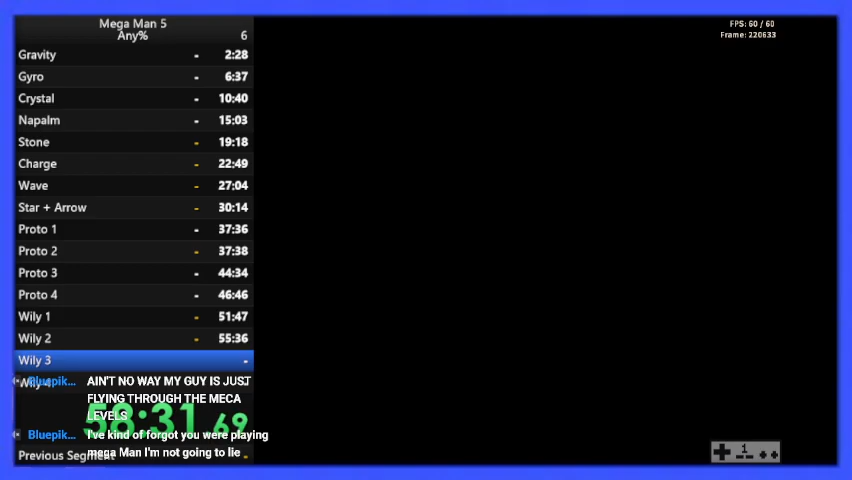 Mega Man 5
Any% 6
FPS: 60 / 60
Frame: 220633
Gravity - 2:28
Gyro - 6:37
Crystal - 10:40
Napalm - 15:03
Stone - 19:18
Charge - 22:49
Wave - 27:04
Star + Arrow - 30:14
Proto 1 - 37:36
Proto 2 - 37:38
Proto 3 - 44:34
Proto 4 - 46:46
Wily 1 - 51:47
Wily 2 - 55:36
Wily 3 -
Wily 4 -
Bluepik... AIN'T NO WAY MY GUY IS JUST
FLYING THROUGH THE MECA
LEVELS
58:31.69
Bluepik... I've kind of forgot you were playing
mega Man I'm not going to lie
Previous Segment -
1